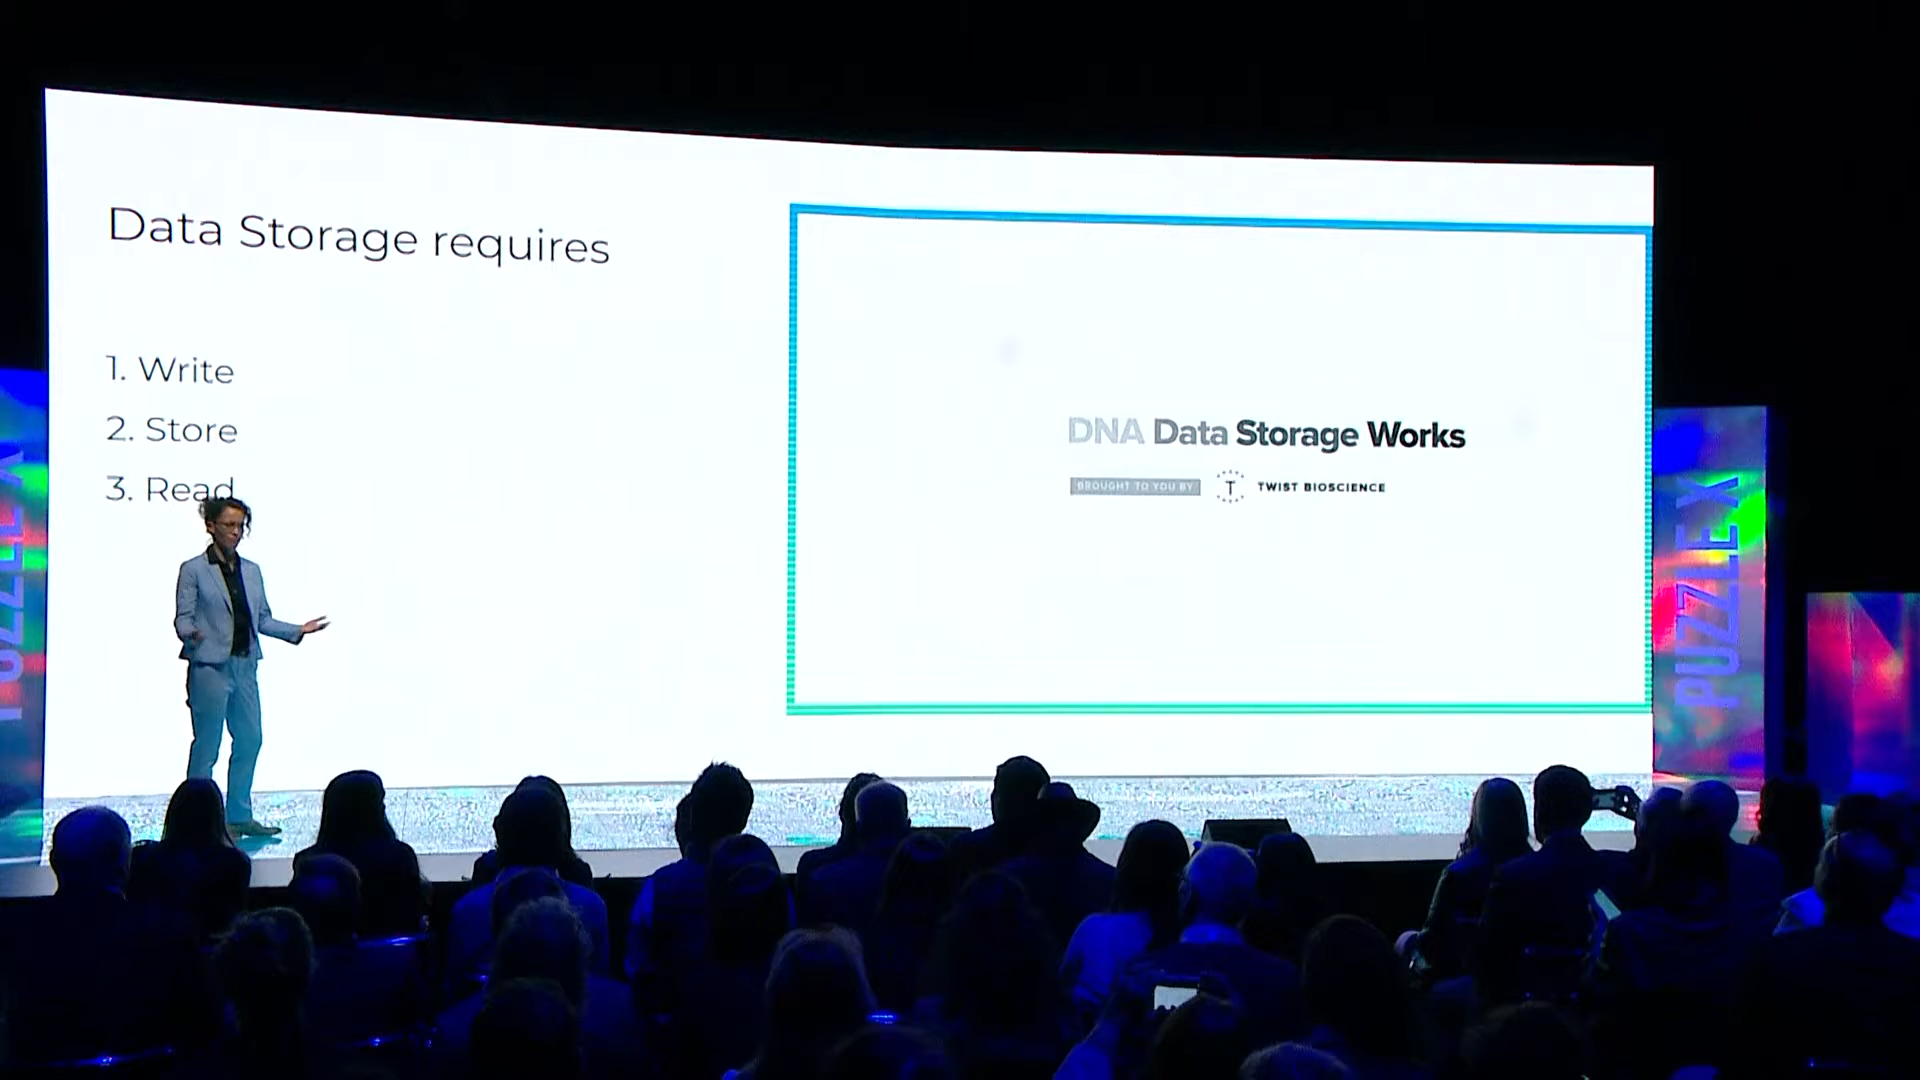 Data Storage requires
1. Write
2. Store
3. Read
DNA Data Storage Works
BROUGHT TO YOU BY T TWIST BIOSCIENCE
PUZZLE X
PUZZLE X